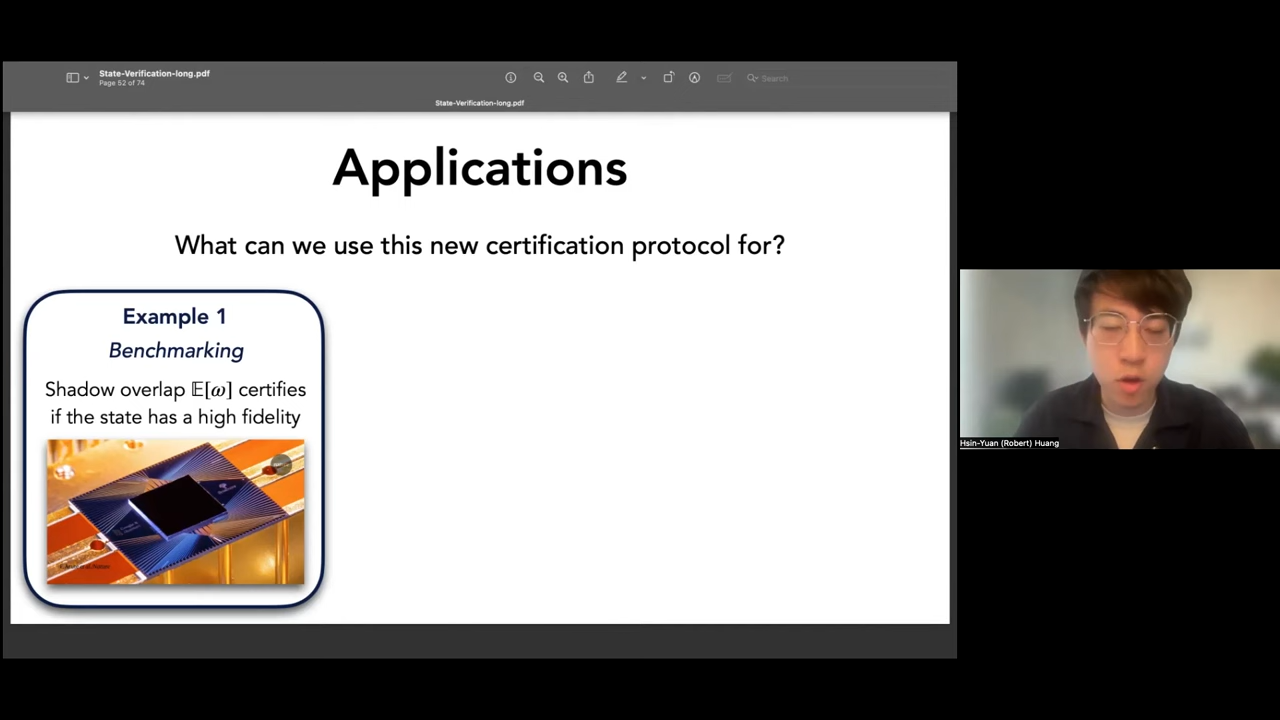 State-Verification-long.pdf
Page 52 of 74
Search
State-Verification-long.pdf
Applications
What can we use this new certification protocol for?
Example 1
Benchmarking
Shadow overlap 𝔼[ω] certifies
if the state has a high fidelity
Hsin-Yuan (Robert) Huang